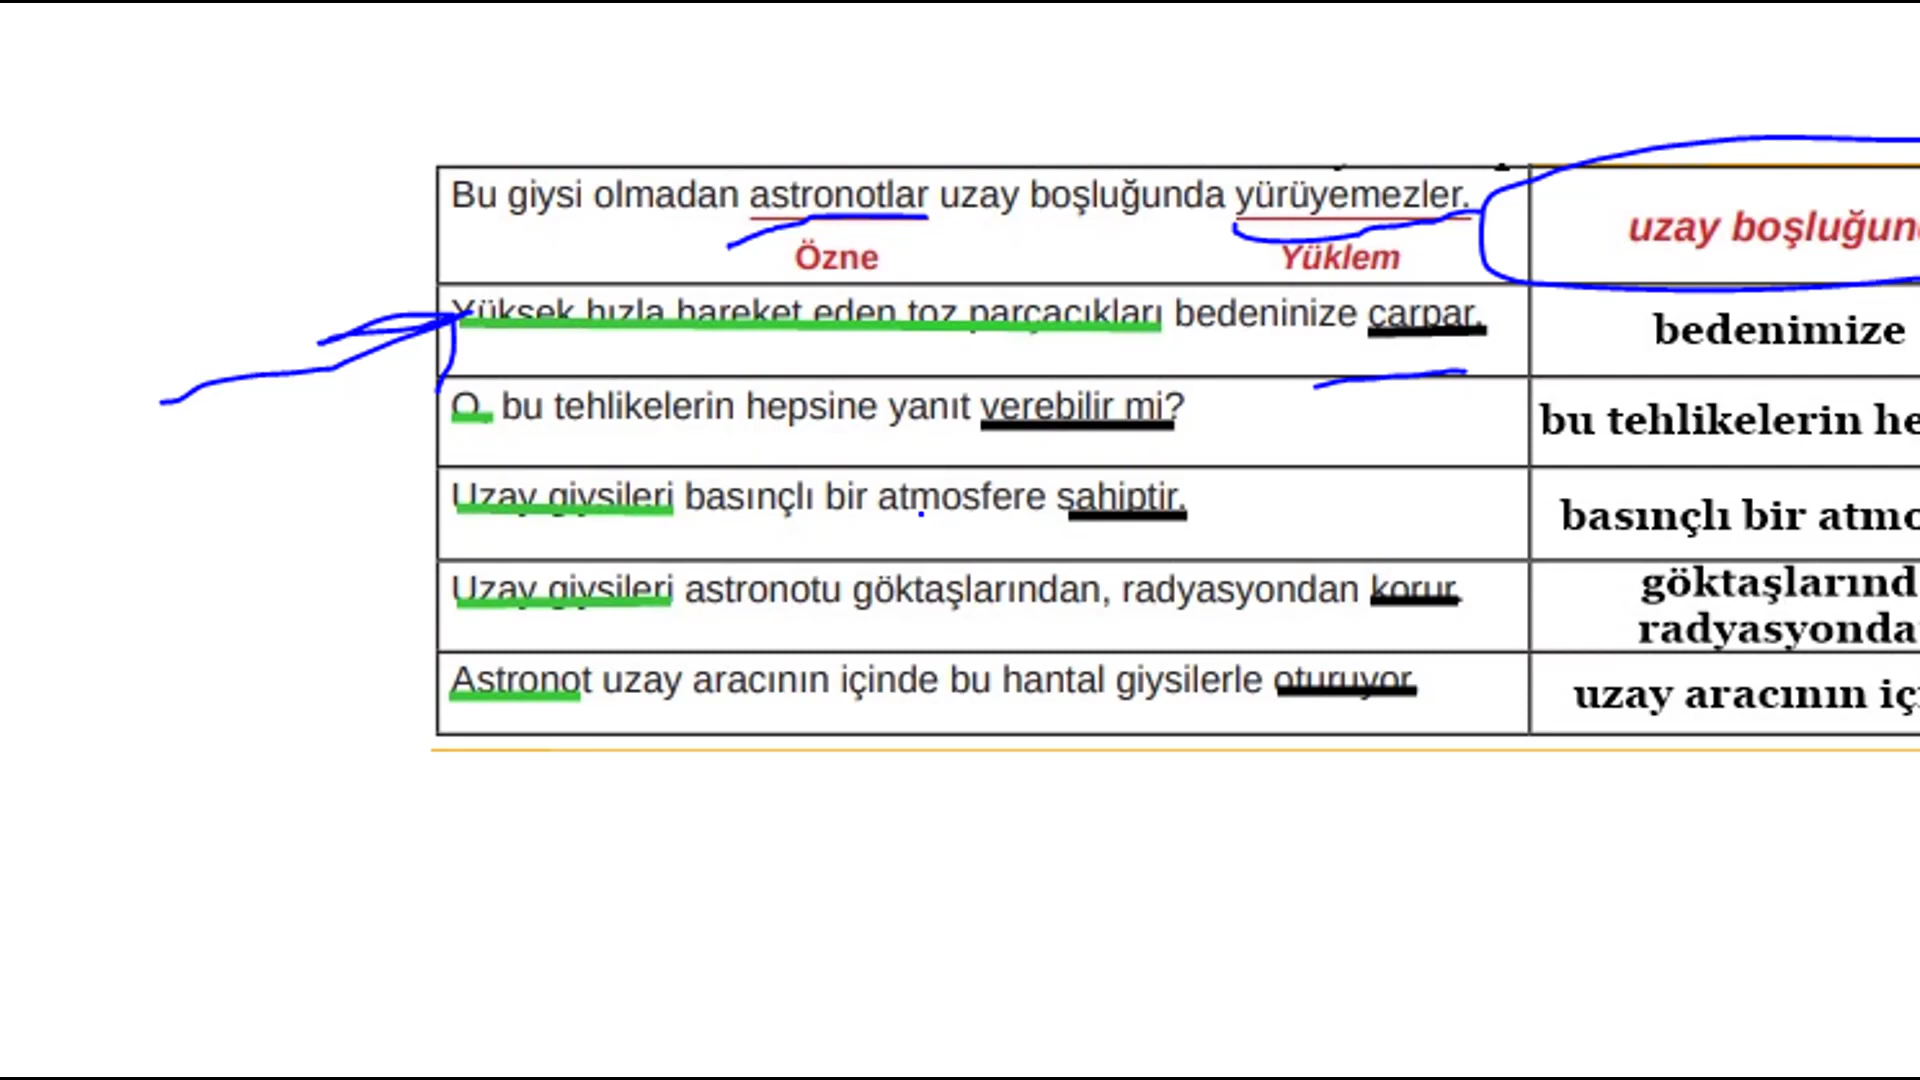 Bu giysi olmadan astronotlar uzay boşluğunda yürüyemezler.
Özne Yüklem
uzay boşluğun
Yüksek hızla hareket eden toz parçacıkları bedeninize çarpar.
bedenimize
O, bu tehlikelerin hepsine yanıt verebilir mi?
bu tehlikelerin he
Uzay giysileri basınçlı bir atmosfere sahiptir.
basınçlı bir atmo
Uzay giysileri astronotu göktaşlarından, radyasyondan korur.
göktaşlarınd
radyasyonda
Astronot uzay aracının içinde bu hantal giysilerle oturuyor.
uzay aracının iç